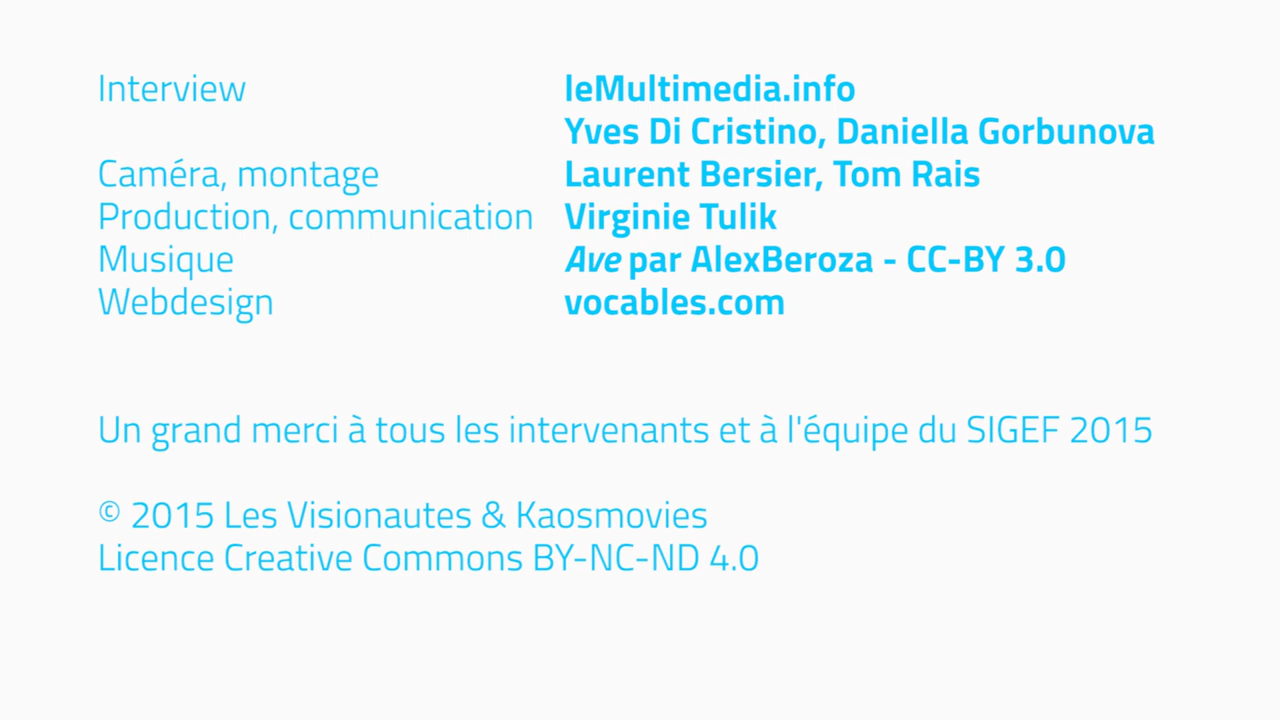 Interview leMultimedia.info
Yves Di Cristino, Daniella Gorbunova
Caméra, montage Laurent Bersier, Tom Rais
Production, communication Virginie Tulik
Musique Ave par AlexBeroza - CC-BY 3.0
Webdesign vocables.com
Un grand merci à tous les intervenants et à l'équipe du SIGEF 2015
© 2015 Les Visionautes & Kaosmovies
Licence Creative Commons BY-NC-ND 4.0